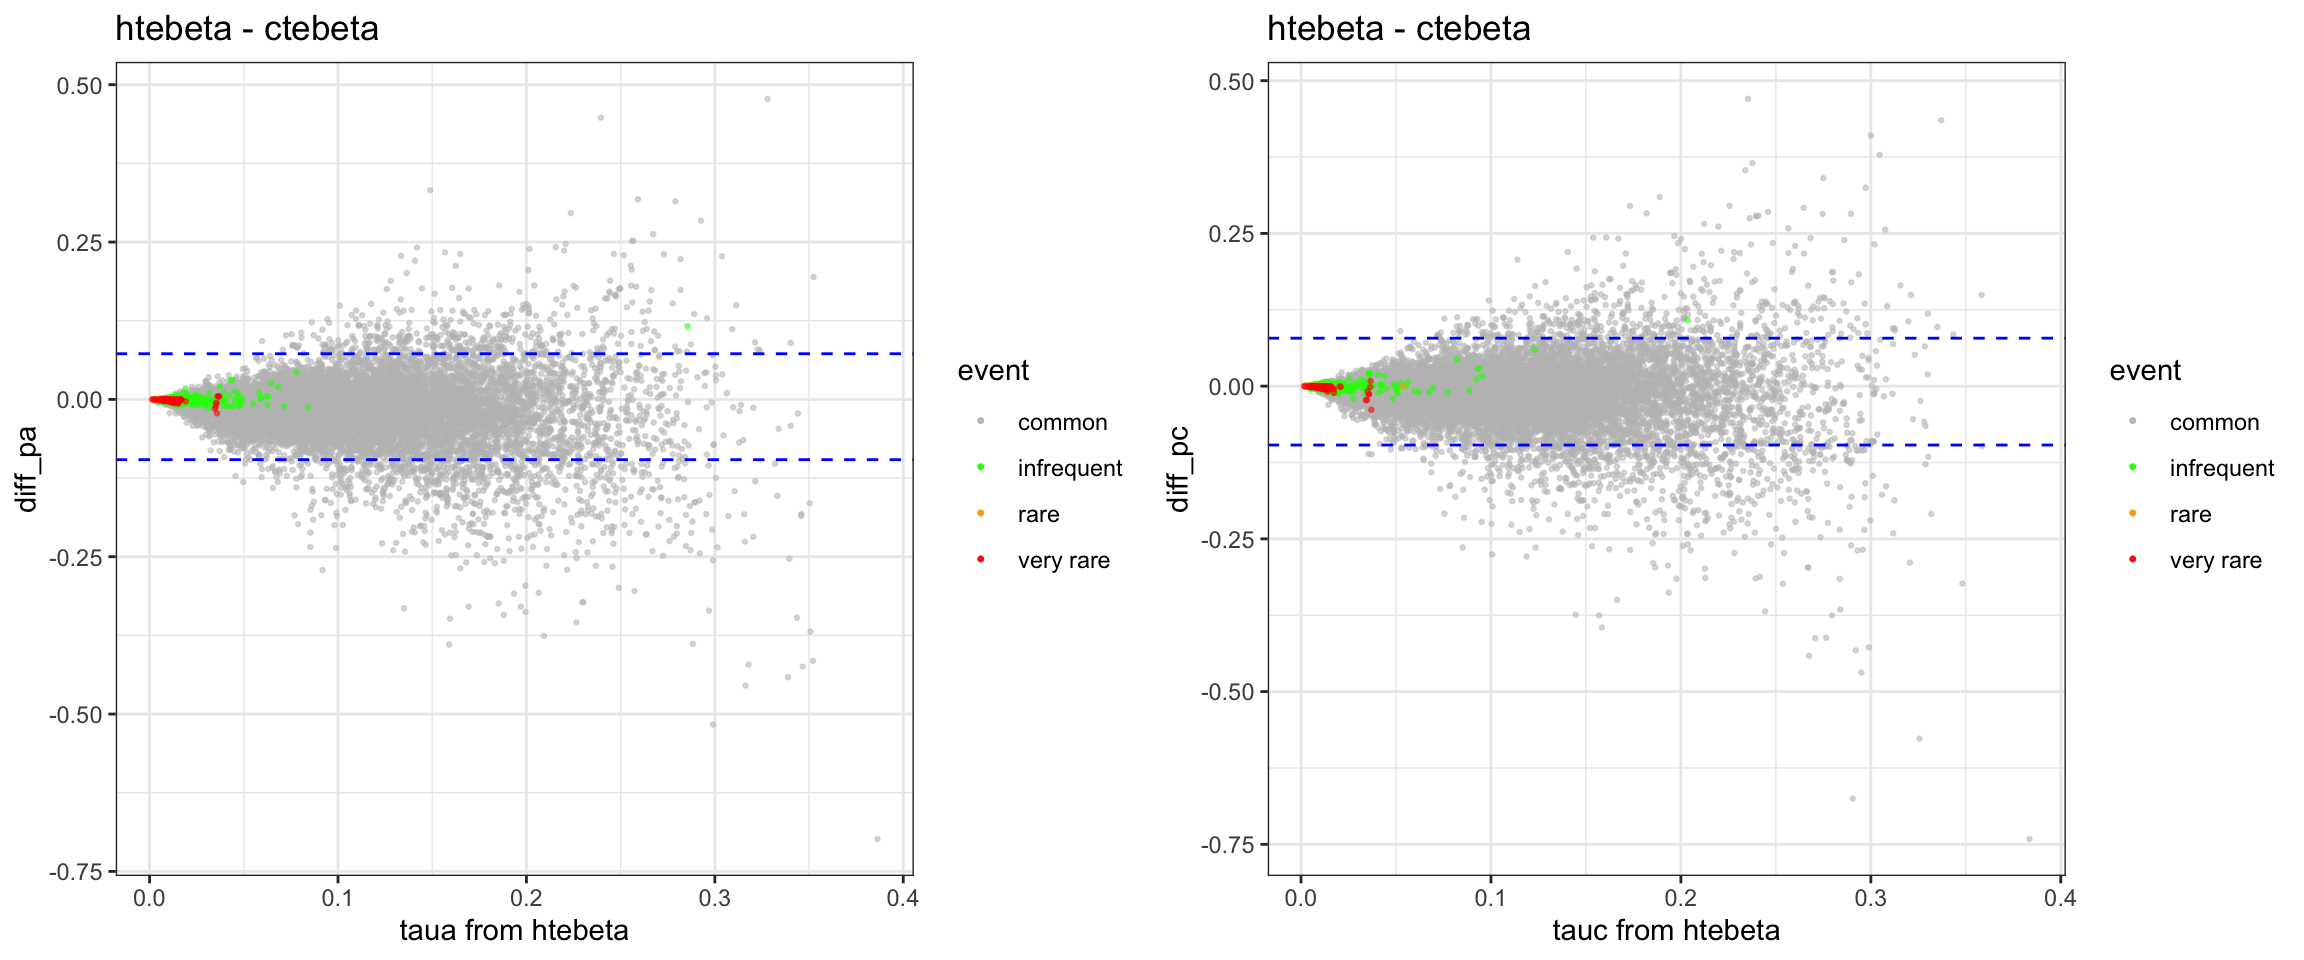 htebeta - ctebeta
0.50
0.25
0.00
-0.25
-0.50
-0.75
diff_pa
0.0 0.1 0.2 0.3 0.4
taua from htebeta
event
common
infrequent
rare
very rare
htebeta - ctebeta
0.50
0.25
0.00
-0.25
-0.50
-0.75
diff_pc
0.0 0.1 0.2 0.3 0.4
tauc from htebeta
event
common
infrequent
rare
very rare